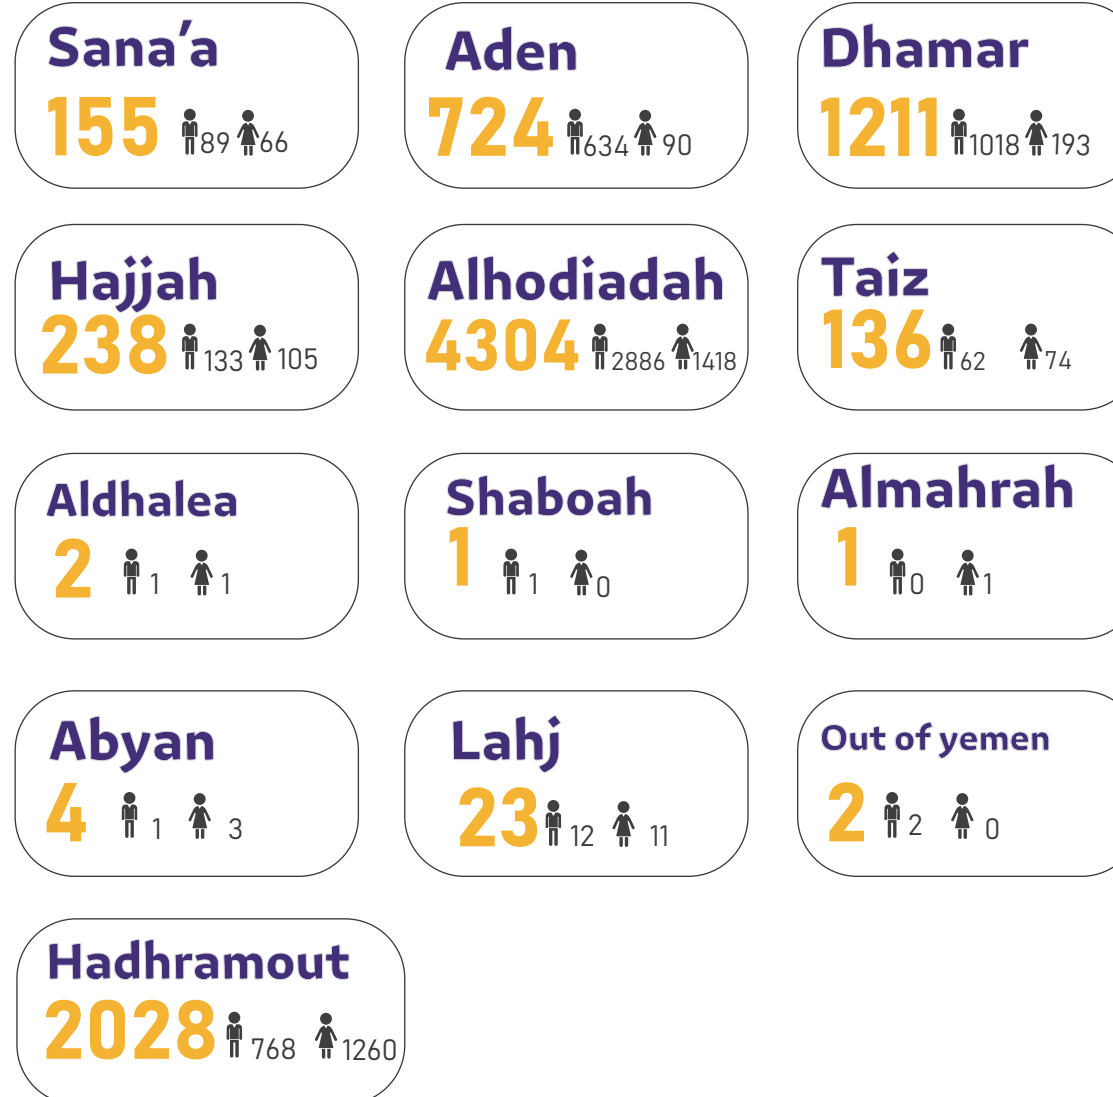 Sana’a
155 89 66
Aden
724 634 90
Dhamar
1211 1018 193
Hajjah
238 133 105
Alhodiadah
4304 2886 1418
Taiz
136 62 74
Aldhalea
2 1 1
Shaboah
1 1 0
Almahrah
1 0 1
Abyan
4 1 3
Lahj
23 12 11
Out of yemen
2 2 0
Hadhramout
2028 768 1260